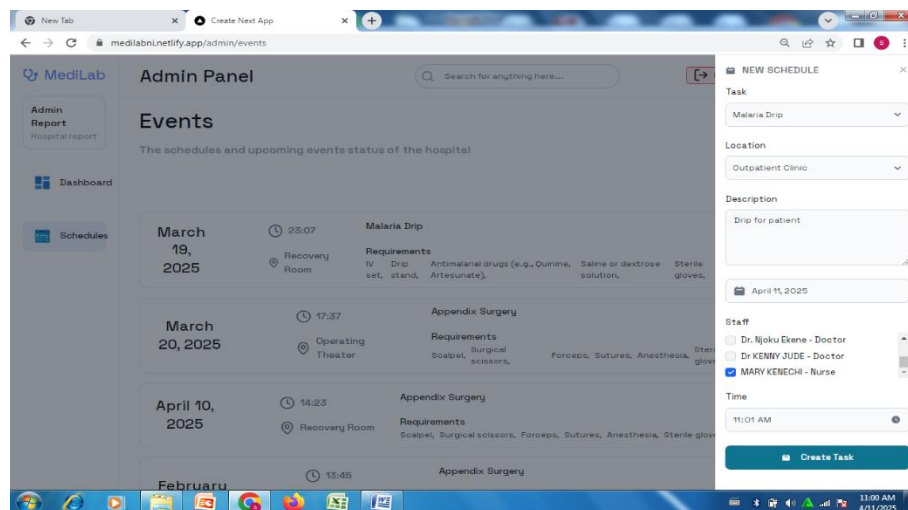 New Tab
Create Next App
medilabni.netlify.app/admin/events
MediLab
Admin Panel
Search for anything here...
Admin
Report
Hospital report
Dashboard
Schedules
Events
The schedules and upcoming events status of the hospital
March
19,
2025
23:07
Recovery
Room
Malaria Drip
Requirements
IV Drip Antimalarial drugs (e.g., Quinine, Saline or dextrose Sterile
set, stand, Artesunate), solution, gloves,
March
20, 2025
17:37
Operating
Theater
Appendix Surgery
Requirements
Scalpel, Surgical scissors, Forceps, Sutures, Anesthesia,
April 10,
2025
14:23
Recovery Room
Appendix Surgery
Requirements
Scalpel, Surgical scissors, Forceps, Sutures, Anesthesia, Sterile
February
13:45
Appendix Surgery
NEW SCHEDULE
Task
Malaria Drip
Location
Outpatient Clinic
Description
Drip for patient
April 11, 2025
Staff
Dr. Njoku Ekene - Doctor
Dr KENNY JUDE - Doctor
MARY KENECHI - Nurse
Time
11:01 AM
Create Task
11:00 AM
4/11/2025